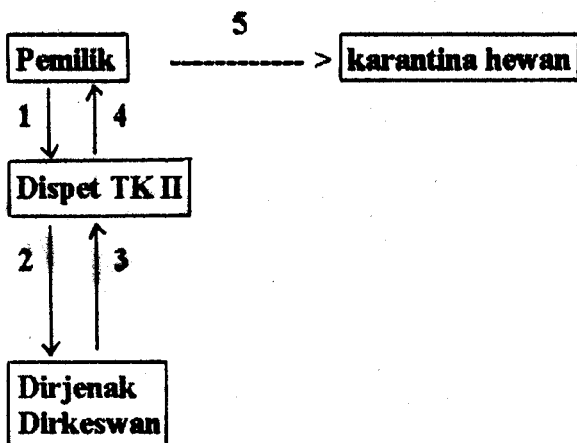 5
Pemilik ---------------- > karantina hewan
1 4
Dispet TK II
2 3
Dirjenak
Dirkeswan